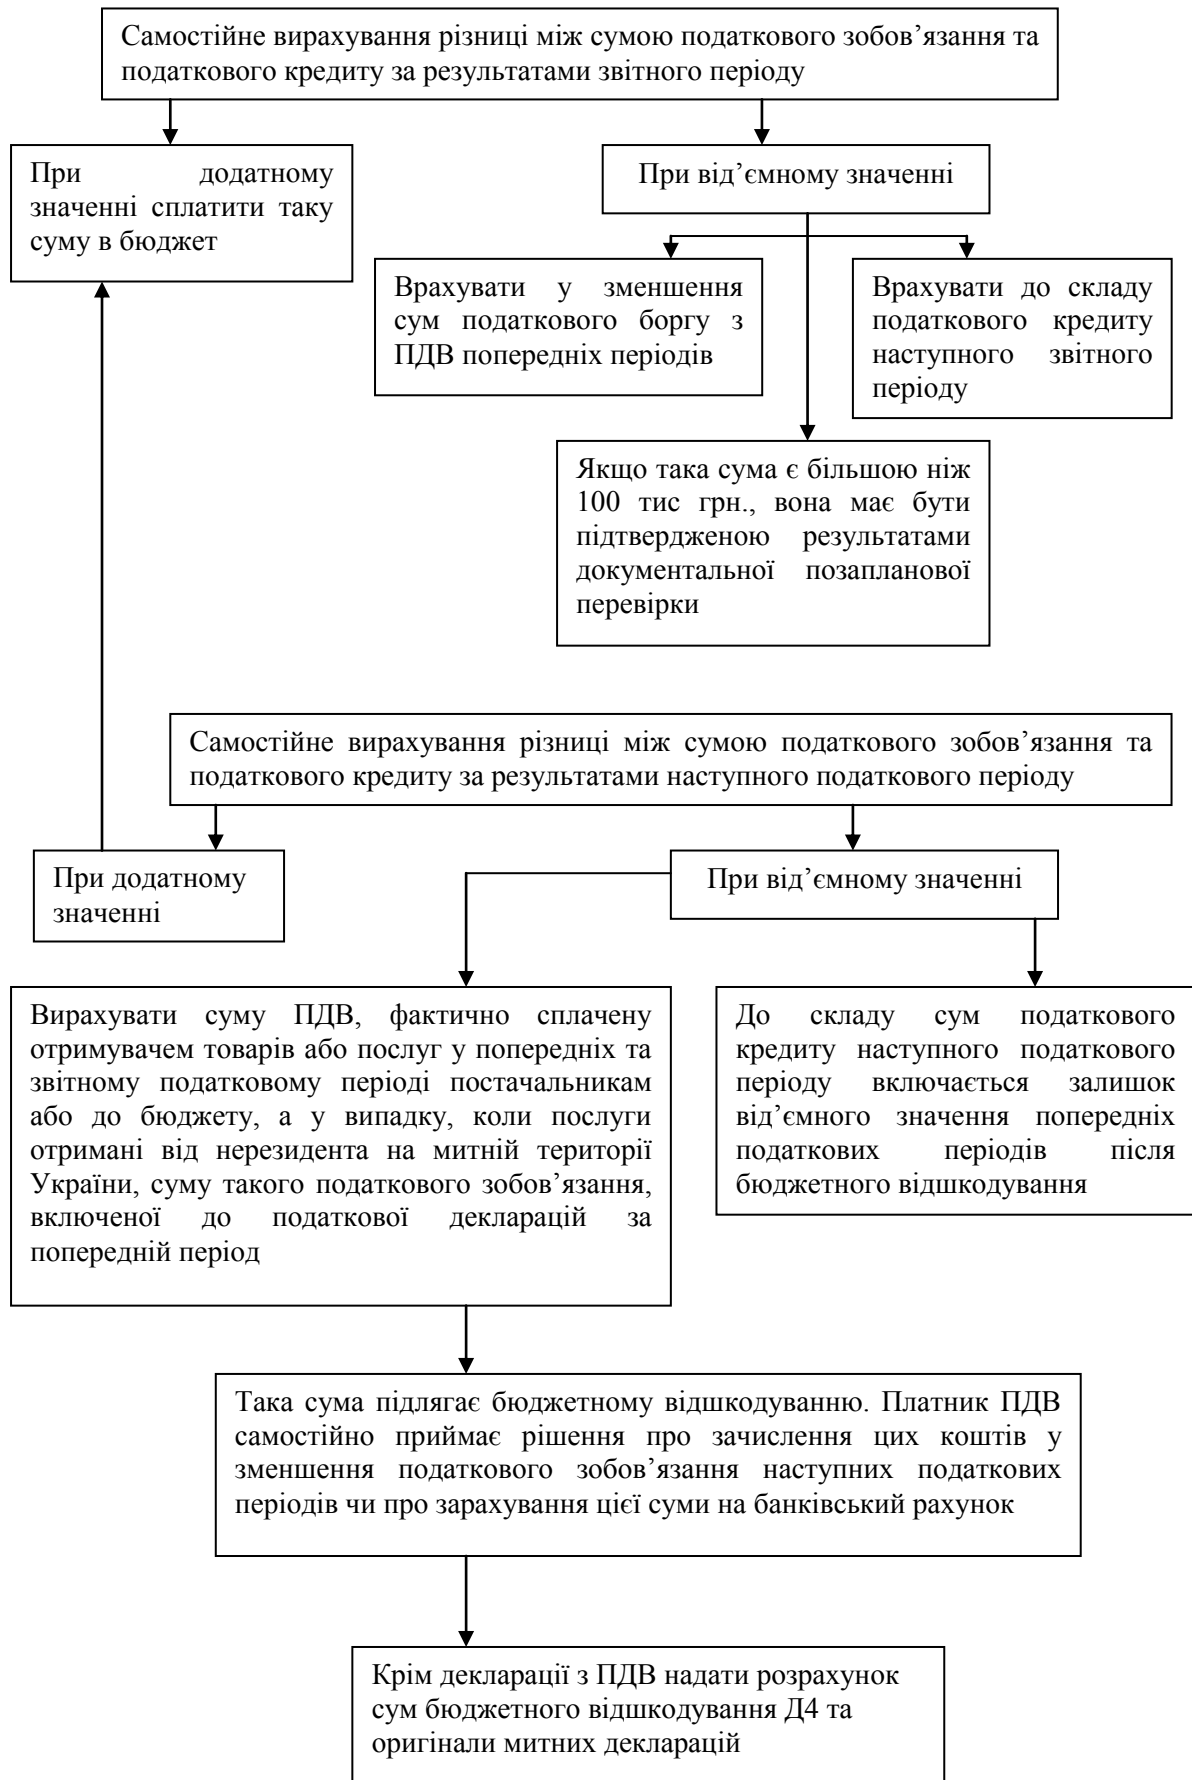 Самостійне вирахування різниці між сумою податкового зобов’язання та
податкового кредиту за результатами звітного періоду
При додатному
значенні сплатити таку
суму в бюджет
При від’ємному значенні
Врахувати у зменшення
сум податкового боргу з
ПДВ попередніх періодів
Врахувати до складу
податкового кредиту
наступного звітного
періоду
Якщо така сума є більшою ніж
100 тис грн., вона має бути
підтвердженою результатами
документальної позапланової
перевірки
Самостійне вирахування різниці між сумою податкового зобов’язання та
податкового кредиту за результатами наступного податкового періоду
При додатному
значенні
При від’ємному значенні
Вирахувати суму ПДВ, фактично сплачену
отримувачем товарів або послуг у попередніх та
звітному податковому періоді постачальникам
або до бюджету, а у випадку, коли послуги
отримані від нерезидента на митній території
України, суму такого податкового зобов’язання,
включеної до податкової декларацій за
попередній період
До складу сум податкового
кредиту наступного податкового
періоду включається залишок
від’ємного значення попередніх
податкових періодів після
бюджетного відшкодування
Така сума підлягає бюджетному відшкодуванню. Платник ПДВ
самостійно приймає рішення про зачислення цих коштів у
зменшення податкового зобов’язання наступних податкових
періодів чи про зарахування цієї суми на банківський рахунок
Крім декларації з ПДВ надати розрахунок
сум бюджетного відшкодування Д4 та
оригінали митних декларацій